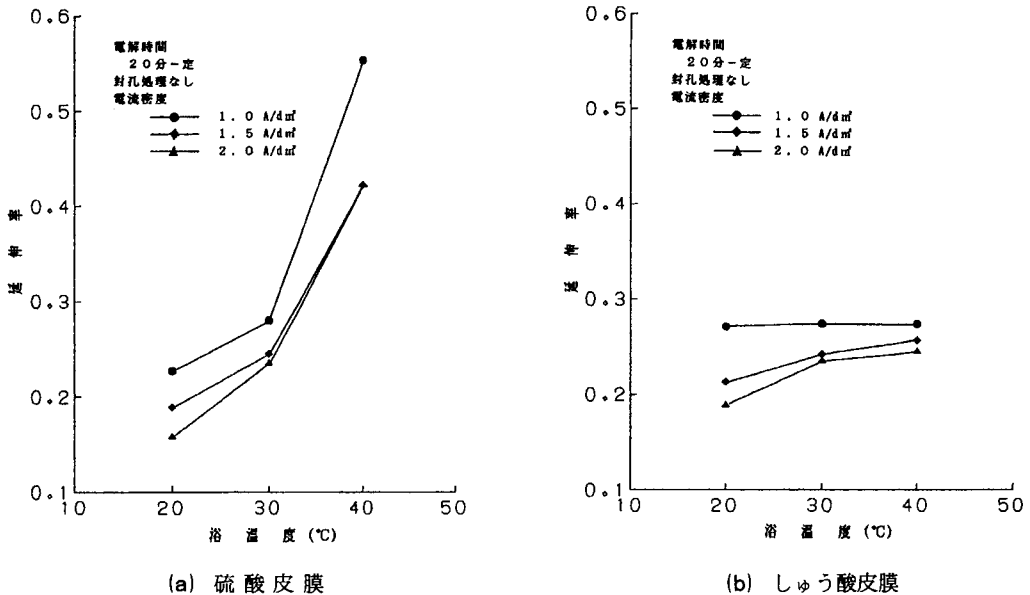 0.6
0.5
0.4
0.3
0.2
0.1
延伸率
電解時間
20分一定
封孔処理なし
電流密度
1.0 A/d㎡
1.5 A/d㎡
2.0 A/d㎡
10 20 30 40 50
浴温度(℃)
(a) 硫酸皮膜
0.6
0.5
0.4
0.3
0.2
0.1
延伸率
電解時間
20分一定
封孔処理なし
電流密度
1.0 A/d㎡
1.5 A/d㎡
2.0 A/d㎡
10 20 30 40 50
浴温度(℃)
(b) しゅう酸皮膜